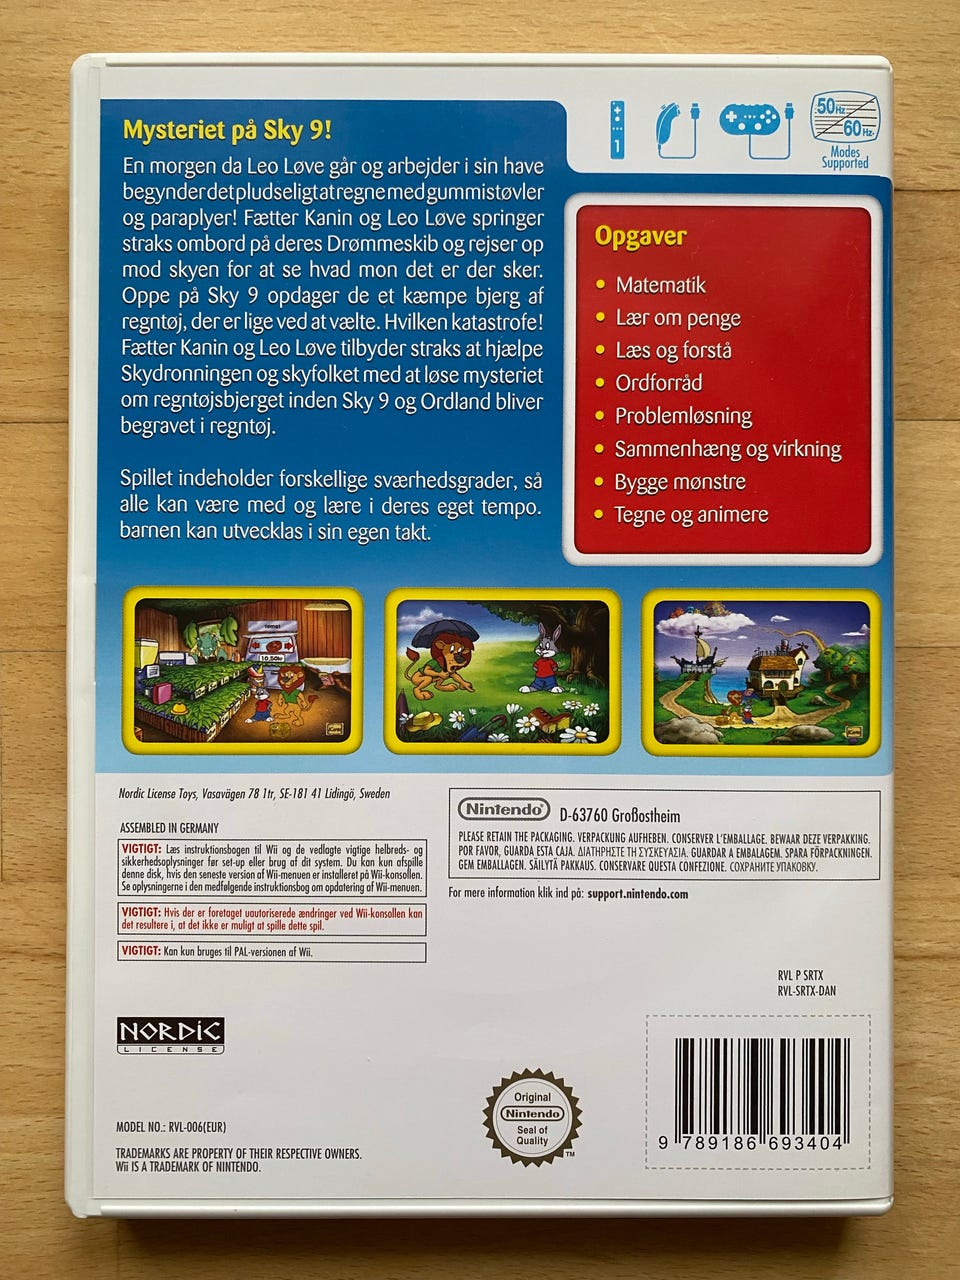 Mysteriet på Sky 9!
En morgen da Leo Løve går og arbejder i sin have
begynder det pludseligt at regne med gummistøvler
og paraplyer! Fætter Kanin og Leo Løve springer
straks ombord på deres Drømmeskib og rejser op
mod skyen for at se hvad mon det er der sker.
Oppe på Sky 9 opdager de et kæmpe bjerg af
regntøj, der er lige ved at vælte. Hvilken katastrofe!
Fætter Kanin og Leo Løve tilbyder straks at hjælpe
Skydronningen og skyfolket med at løse mysteriet
om regntøjsbjerget inden Sky 9 og Ordland bliver
begravet i regntøj.
Spillet indeholder forskellige sværhedsgrader, så
alle kan være med og lære i deres eget tempo.
barnen kan utvecklas i sin egen takt.
1
50Hz
60Hz
Modes
Supported
Opgaver
• Matematik
• Lær om penge
• Læs og forstå
• Ordforråd
• Problemløsning
• Sammenhæng og virkning
• Bygge mønstre
• Tegne og animere
tomat
10.50kr
Nordic License Toys, Vasavägen 78 1tr, SE-181 41 Lidingö, Sweden
ASSEMBLED IN GERMANY
VIGTIGT: Læs instruktionsbogen til Wii og de vedlagte vigtige helbreds- og
sikkerhedsoplysninger før set-up eller brug af dit system. Du kan kun afspille
denne disk, hvis den seneste version af Wii-menuen er installeret på Wii-konsollen.
Se oplysningerne i den medfølgende instruktionsbog om opdatering af Wii-menuen.
VIGTIGT: Hvis der er foretaget uautoriserede ændringer ved Wii-konsollen kan
det resultere i, at det ikke er muligt at spille dette spil.
VIGTIGT: Kan kun bruges til PAL-versionen af Wii.
Nintendo D-63760 Großostheim
PLEASE RETAIN THE PACKAGING. VERPACKUNG AUFHEBEN. CONSERVER L'EMBALLAGE. BEWAAR DEZE VERPAKKING.
POR FAVOR, GUARDA ESTA CAJA. ΔΙΑΤΗΡΗΣΤΕ ΤΗ ΣΥΣΚΕΥΑΣΙΑ. GUARDAR A EMBALAGEM. SPARA FÖRPACKNINGEN.
GEM EMBALLAGEN. SÄILYTÄ PAKKAUS. CONSERVARE QUESTA CONFEZIONE. СОХРАНИТЕ УПАКОВКУ.
For mere information klik ind på: support.nintendo.com
RVL P SRTX
RVL-SRTX-DAN
NORDIC
LICENSE
MODEL NO.: RVL-006(EUR)
TRADEMARKS ARE PROPERTY OF THEIR RESPECTIVE OWNERS.
Wii IS A TRADEMARK OF NINTENDO.
Original
Nintendo
Seal of
Quality
TM
9 789186 693404